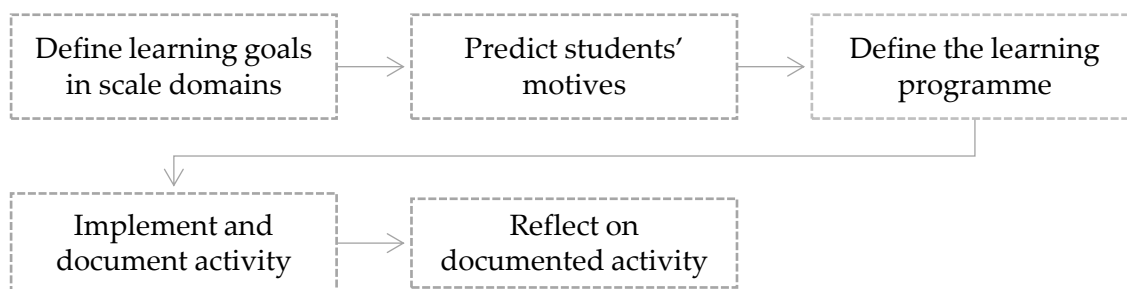 Define learning goals
in scale domains
Predict students’
motives
Define the learning
programme
Implement and
document activity
Reflect on
documented activity